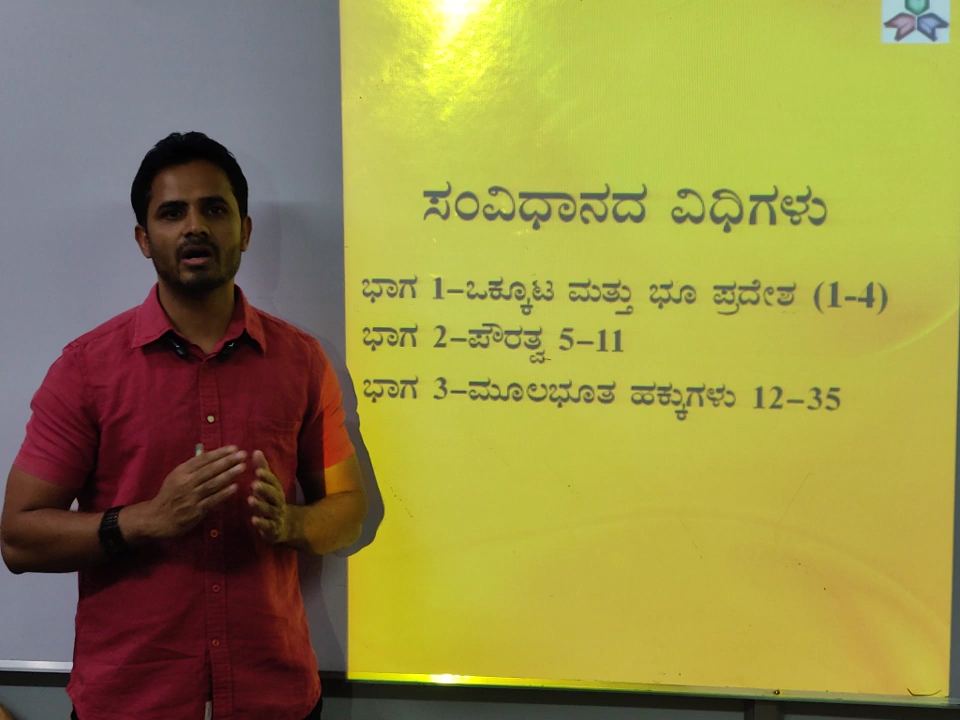 ಸಂವಿಧಾನದ ವಿಧಿಗಳು
ಭಾಗ 1–ಒಕ್ಕೂಟ ಮತ್ತು ಭೂ ಪ್ರದೇಶ (1-4)
ಭಾಗ 2–ಪೌರತ್ವ 5–11
ಭಾಗ 3–ಮೂಲಭೂತ ಹಕ್ಕುಗಳು 12–35